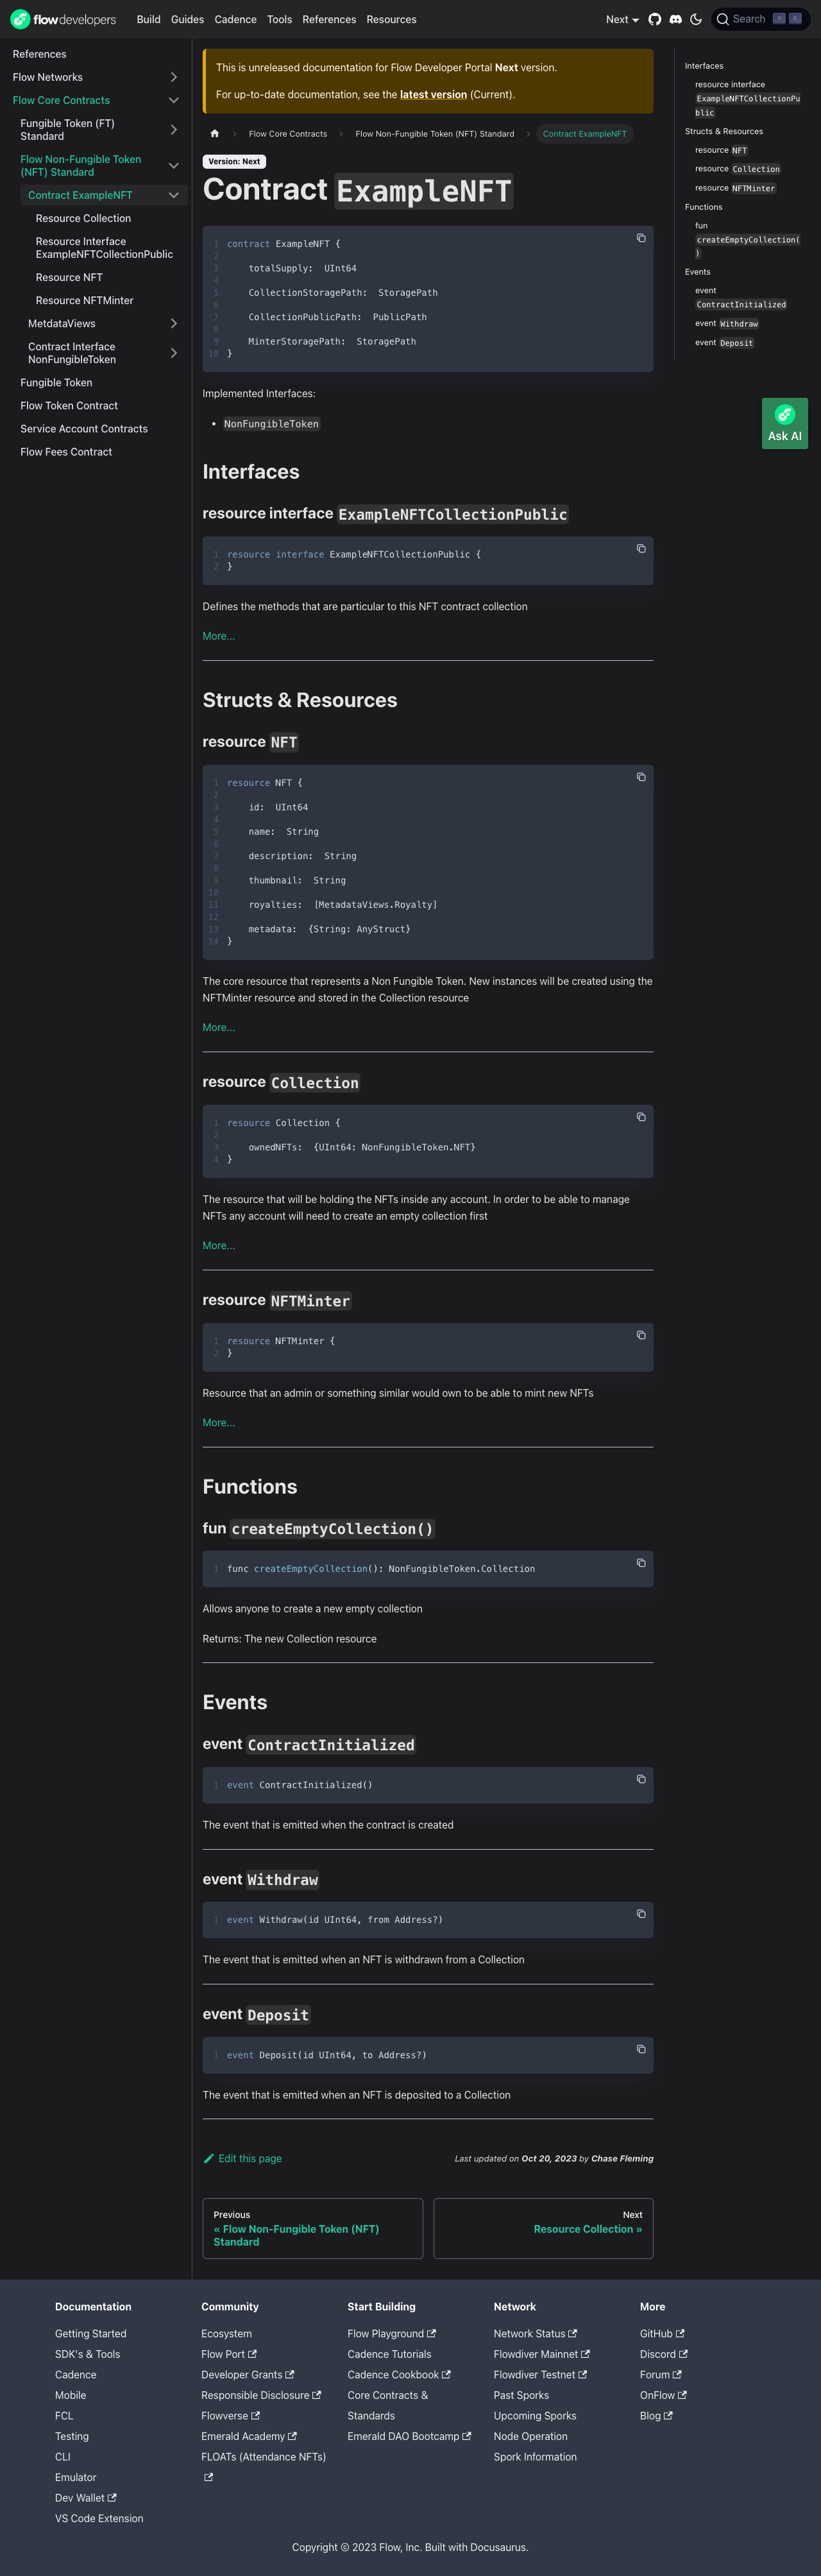 flowdevelopers Build Guides Cadence Tools References Resources Next Search
References
Flow Networks
Flow Core Contracts
Fungible Token (FT)
Standard
Flow Non-Fungible Token
(NFT) Standard
Contract ExampleNFT
Resource Collection
Resource Interface
ExampleNFTCollectionPublic
Resource NFT
Resource NFTMinter
MetdataViews
Contract Interface
NonFungibleToken
Fungible Token
Flow Token Contract
Service Account Contracts
Flow Fees Contract
This is unreleased documentation for Flow Developer Portal Next version.
For up-to-date documentation, see the latest version (Current).
Flow Core Contracts Flow Non-Fungible Token (NFT) Standard Contract ExampleNFT
Version: Next
Contract ExampleNFT
1 contract ExampleNFT {
2
3 totalSupply: UInt64
4
5 CollectionStoragePath: StoragePath
6
7 CollectionPublicPath: PublicPath
8
9 MinterStoragePath: StoragePath
10 }
Implemented Interfaces:
• NonFungibleToken
Interfaces
resource interface ExampleNFTCollectionPublic
1 resource interface ExampleNFTCollectionPublic {
2 }
Defines the methods that are particular to this NFT contract collection
More...
Structs & Resources
resource NFT
1 resource NFT {
2
3 id: UInt64
4
5 name: String
6
7 description: String
8
9 thumbnail: String
10
11 royalties: [MetadataViews.Royalty]
12
13 metadata: {String: AnyStruct}
14 }
The core resource that represents a Non Fungible Token. New instances will be created using the
NFTMinter resource and stored in the Collection resource
More...
resource Collection
1 resource Collection {
2
3 ownedNFTs: {UInt64: NonFungibleToken.NFT}
4 }
The resource that will be holding the NFTs inside any account. In order to be able to manage
NFTs any account will need to create an empty collection first
More...
resource NFTMinter
1 resource NFTMinter {
2 }
Resource that an admin or something similar would own to be able to mint new NFTs
More...
Functions
fun createEmptyCollection()
1 func createEmptyCollection(): NonFungibleToken.Collection
Allows anyone to create a new empty collection
Returns: The new Collection resource
Events
event ContractInitialized
1 event ContractInitialized()
The event that is emitted when the contract is created
event Withdraw
1 event Withdraw(id UInt64, from Address?)
The event that is emitted when an NFT is withdrawn from a Collection
event Deposit
1 event Deposit(id UInt64, to Address?)
The event that is emitted when an NFT is deposited to a Collection
Edit this page
Last updated on Oct 20, 2023 by Chase Fleming
Previous
« Flow Non-Fungible Token (NFT)
Standard
Next
Resource Collection »
Interfaces
resource interface
ExampleNFTCollectionPu
blic
Structs & Resources
resource NFT
resource Collection
resource NFTMinter
Functions
fun
createEmptyCollection(
)
Events
event
ContractInitialized
event Withdraw
event Deposit
Ask AI
Documentation
Getting Started
SDK's & Tools
Cadence
Mobile
FCL
Testing
CLI
Emulator
Dev Wallet
VS Code Extension
Community
Ecosystem
Flow Port
Developer Grants
Responsible Disclosure
Flowverse
Emerald Academy
FLOATs (Attendance NFTs)
Start Building
Flow Playground
Cadence Tutorials
Cadence Cookbook
Core Contracts &
Standards
Emerald DAO Bootcamp
Network
Network Status
Flowdiver Mainnet
Flowdiver Testnet
Past Sporks
Upcoming Sporks
Node Operation
Spork Information
More
GitHub
Discord
Forum
OnFlow
Blog
Copyright © 2023 Flow, Inc. Built with Docusaurus.